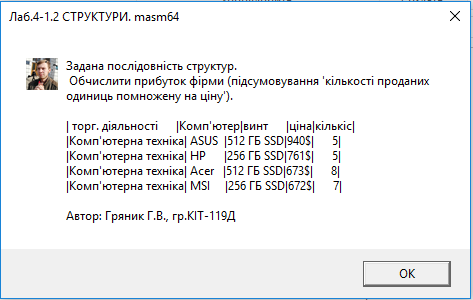 Лаб.4-1.2 СТРУКТУРИ. masm64
Задана послідовність структур.
Обчислити прибуток фірми (підсумовування 'кількості проданих
одиниць помножену на ціну').
| торг. діяльності |Комп'ютер|винт |ціна|кількіс|
|Комп'ютерна техніка| ASUS |512 ГБ SSD|940$| 5|
|Комп'ютерна техніка| HP |256 ГБ SSD|761$| 5|
|Комп'ютерна техніка| Acer |512 ГБ SSD|673$| 8|
|Комп'ютерна техніка| MSI |256 ГБ SSD|672$| 7|
Автор: Гряник Г.В., гр.КІТ-119Д
OK